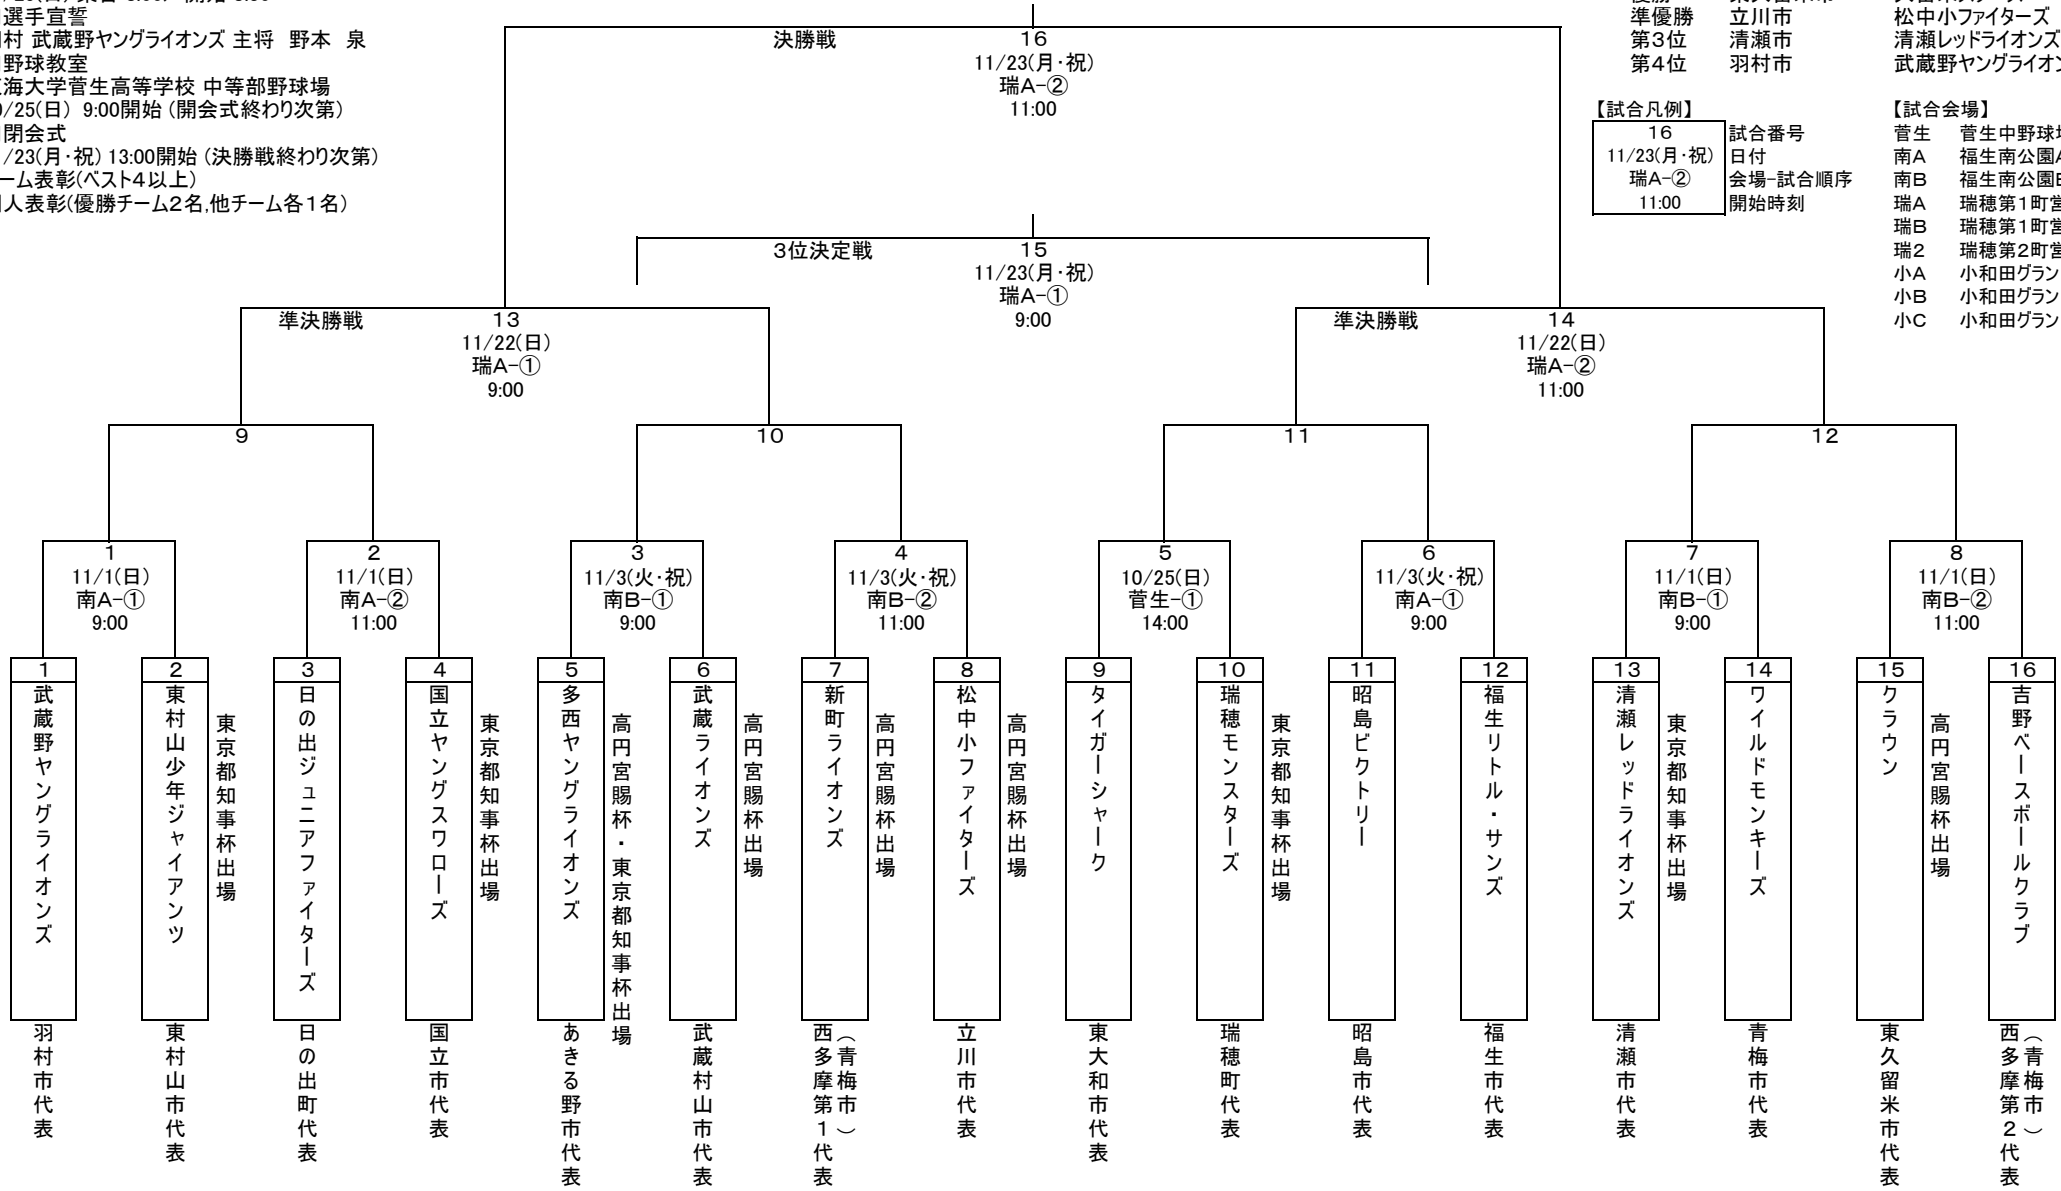 選手宣誓
村 武蔵野ヤングライオンズ 主将 野本 泉
野球教室
海大学菅生高等学校 中等部野球場
/25(日) 9:00開始 (開会式終わり次第)
閉会式
/23(月・祝) 13:00開始 (決勝戦終わり次第)
ーム表彰(ベスト4以上)
人表彰(優勝チーム2名,他チーム各1名)
準優勝 立川市 松中小ファイターズ
第3位 清瀬市 清瀬レッドライオンズ
第4位 羽村市 武蔵野ヤングライオン
【試合凡例】
16 試合番号
11/23(月・祝) 日付
瑞A-② 会場-試合順序
11:00 開始時刻
【試合会場】
菅生 菅生中野球場
南A 福生南公園A
南B 福生南公園B
瑞A 瑞穂第1町営
瑞B 瑞穂第1町営
瑞2 瑞穂第2町営
小A 小和田グラン
小B 小和田グラン
小C 小和田グラン
決勝戦
16
11/23(月・祝)
瑞A-②
11:00
3位決定戦
15
11/23(月・祝)
瑞A-①
9:00
準決勝戦
13
11/22(日)
瑞A-①
9:00
準決勝戦
14
11/22(日)
瑞A-②
11:00
9
10
11
12
1
11/1(日)
南A-①
9:00
2
11/1(日)
南A-②
11:00
3
11/3(火・祝)
南B-①
9:00
4
11/3(火・祝)
南B-②
11:00
5
10/25(日)
菅生-①
14:00
6
11/3(火・祝)
南A-①
9:00
7
11/1(日)
南B-①
9:00
8
11/1(日)
南B-②
11:00
1
武蔵野ヤングライオンズ
羽村市代表
2
東村山少年ジャイアンツ
東京都知事杯出場
東村山市代表
3
日の出ジュニアファイターズ
日の出町代表
4
国立ヤングスワローズ
東京都知事杯出場
国立市代表
5
多西ヤングライオンズ
高円宮賜杯・東京都知事杯出場
あきる野市代表
6
武蔵ライオンズ
高円宮賜杯出場
武蔵村山市代表
7
新町ライオンズ
高円宮賜杯出場
(青梅市)
西多摩第1代表
8
松中小ファイターズ
高円宮賜杯出場
立川市代表
9
タイガーシャーク
東大和市代表
10
瑞穂モンスターズ
東京都知事杯出場
瑞穂町代表
11
昭島ビクトリー
昭島市代表
12
福生リトル・サンズ
福生市代表
13
清瀬レッドライオンズ
東京都知事杯出場
清瀬市代表
14
ワイルドモンキーズ
青梅市代表
15
クラウン
高円宮賜杯出場
東久留米市代表
16
吉野ベースボールクラブ
(青梅市)
西多摩第2代表